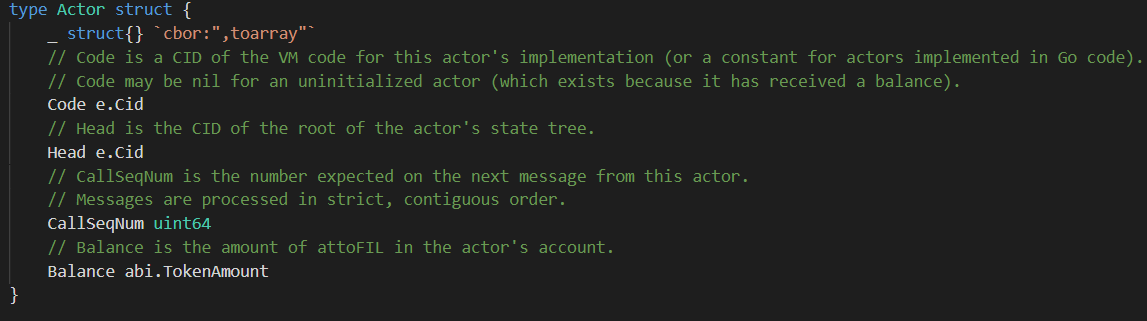 type Actor struct {
_ struct{} `cbor:",toarray"`
// Code is a CID of the VM code for this actor's implementation (or a constant for actors implemented in Go code).
// Code may be nil for an uninitialized actor (which exists because it has received a balance).
Code e.Cid
// Head is the CID of the root of the actor's state tree.
Head e.Cid
// CallSeqNum is the number expected on the next message from this actor.
// Messages are processed in strict, contiguous order.
CallSeqNum uint64
// Balance is the amount of attoFIL in the actor's account.
Balance abi.TokenAmount
}